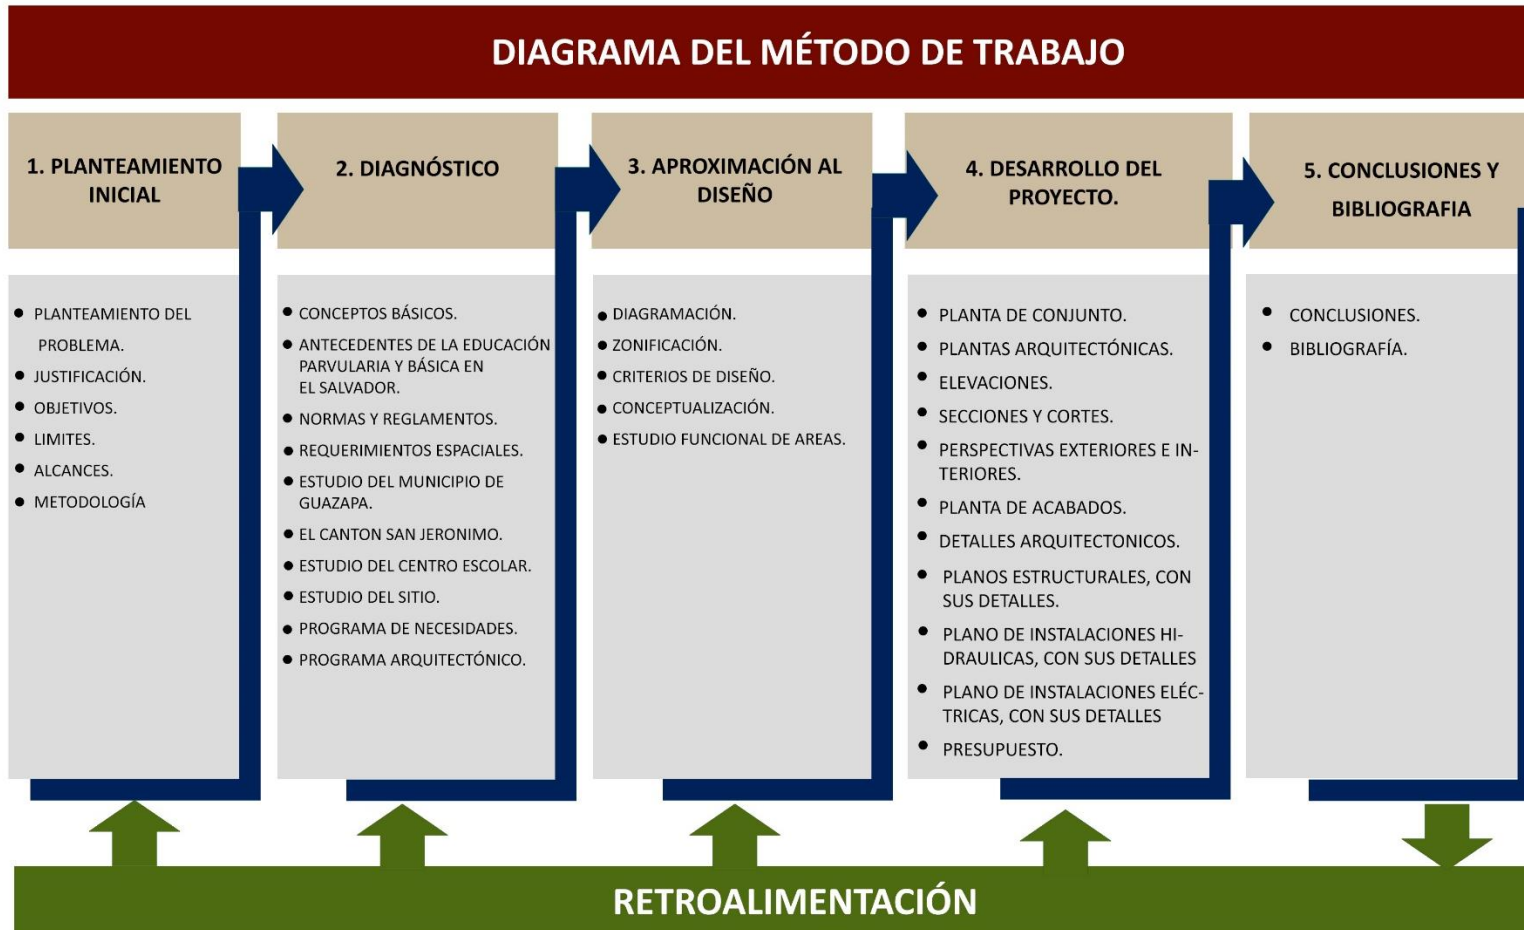 DIAGRAMA DEL MÉTODO DE TRABAJO
1. PLANTEAMIENTO
INICIAL
PLANTEAMIENTO DEL
PROBLEMA.
JUSTIFICACIÓN.
OBJETIVOS.
LIMITES.
ALCANCES.
METODOLOGÍA
2. DIAGNÓSTICO
CONCEPTOS BÁSICOS.
ANTECEDENTES DE LA EDUCACIÓN
PARVULARIA Y BÁSICA EN
EL SALVADOR.
NORMAS Y REGLAMENTOS.
REQUERIMIENTOS ESPACIALES.
ESTUDIO DEL MUNICIPIO DE
GUAZAPA.
EL CANTON SAN JERONIMO.
ESTUDIO DEL CENTRO ESCOLAR.
ESTUDIO DEL SITIO.
PROGRAMA DE NECESIDADES.
PROGRAMA ARQUITECTÓNICO.
3. APROXIMACIÓN AL
DISEÑO
DIAGRAMACIÓN.
ZONIFICACIÓN.
CRITERIOS DE DISEÑO.
CONCEPTUALIZACIÓN.
ESTUDIO FUNCIONAL DE AREAS.
4. DESARROLLO DEL
PROYECTO.
PLANTA DE CONJUNTO.
PLANTAS ARQUITECTÓNICAS.
ELEVACIONES.
SECCIONES Y CORTES.
PERSPECTIVAS EXTERIORES E IN-
TERIORES.
PLANTA DE ACABADOS.
DETALLES ARQUITECTONICOS.
PLANOS ESTRUCTURALES, CON
SUS DETALLES.
PLANO DE INSTALACIONES HI-
DRAULICAS, CON SUS DETALLES
PLANO DE INSTALACIONES ELÉC-
TRICAS, CON SUS DETALLES
PRESUPUESTO.
5. CONCLUSIONES Y
BIBLIOGRAFIA
CONCLUSIONES.
BIBLIOGRAFÍA.
RETROALIMENTACIÓN